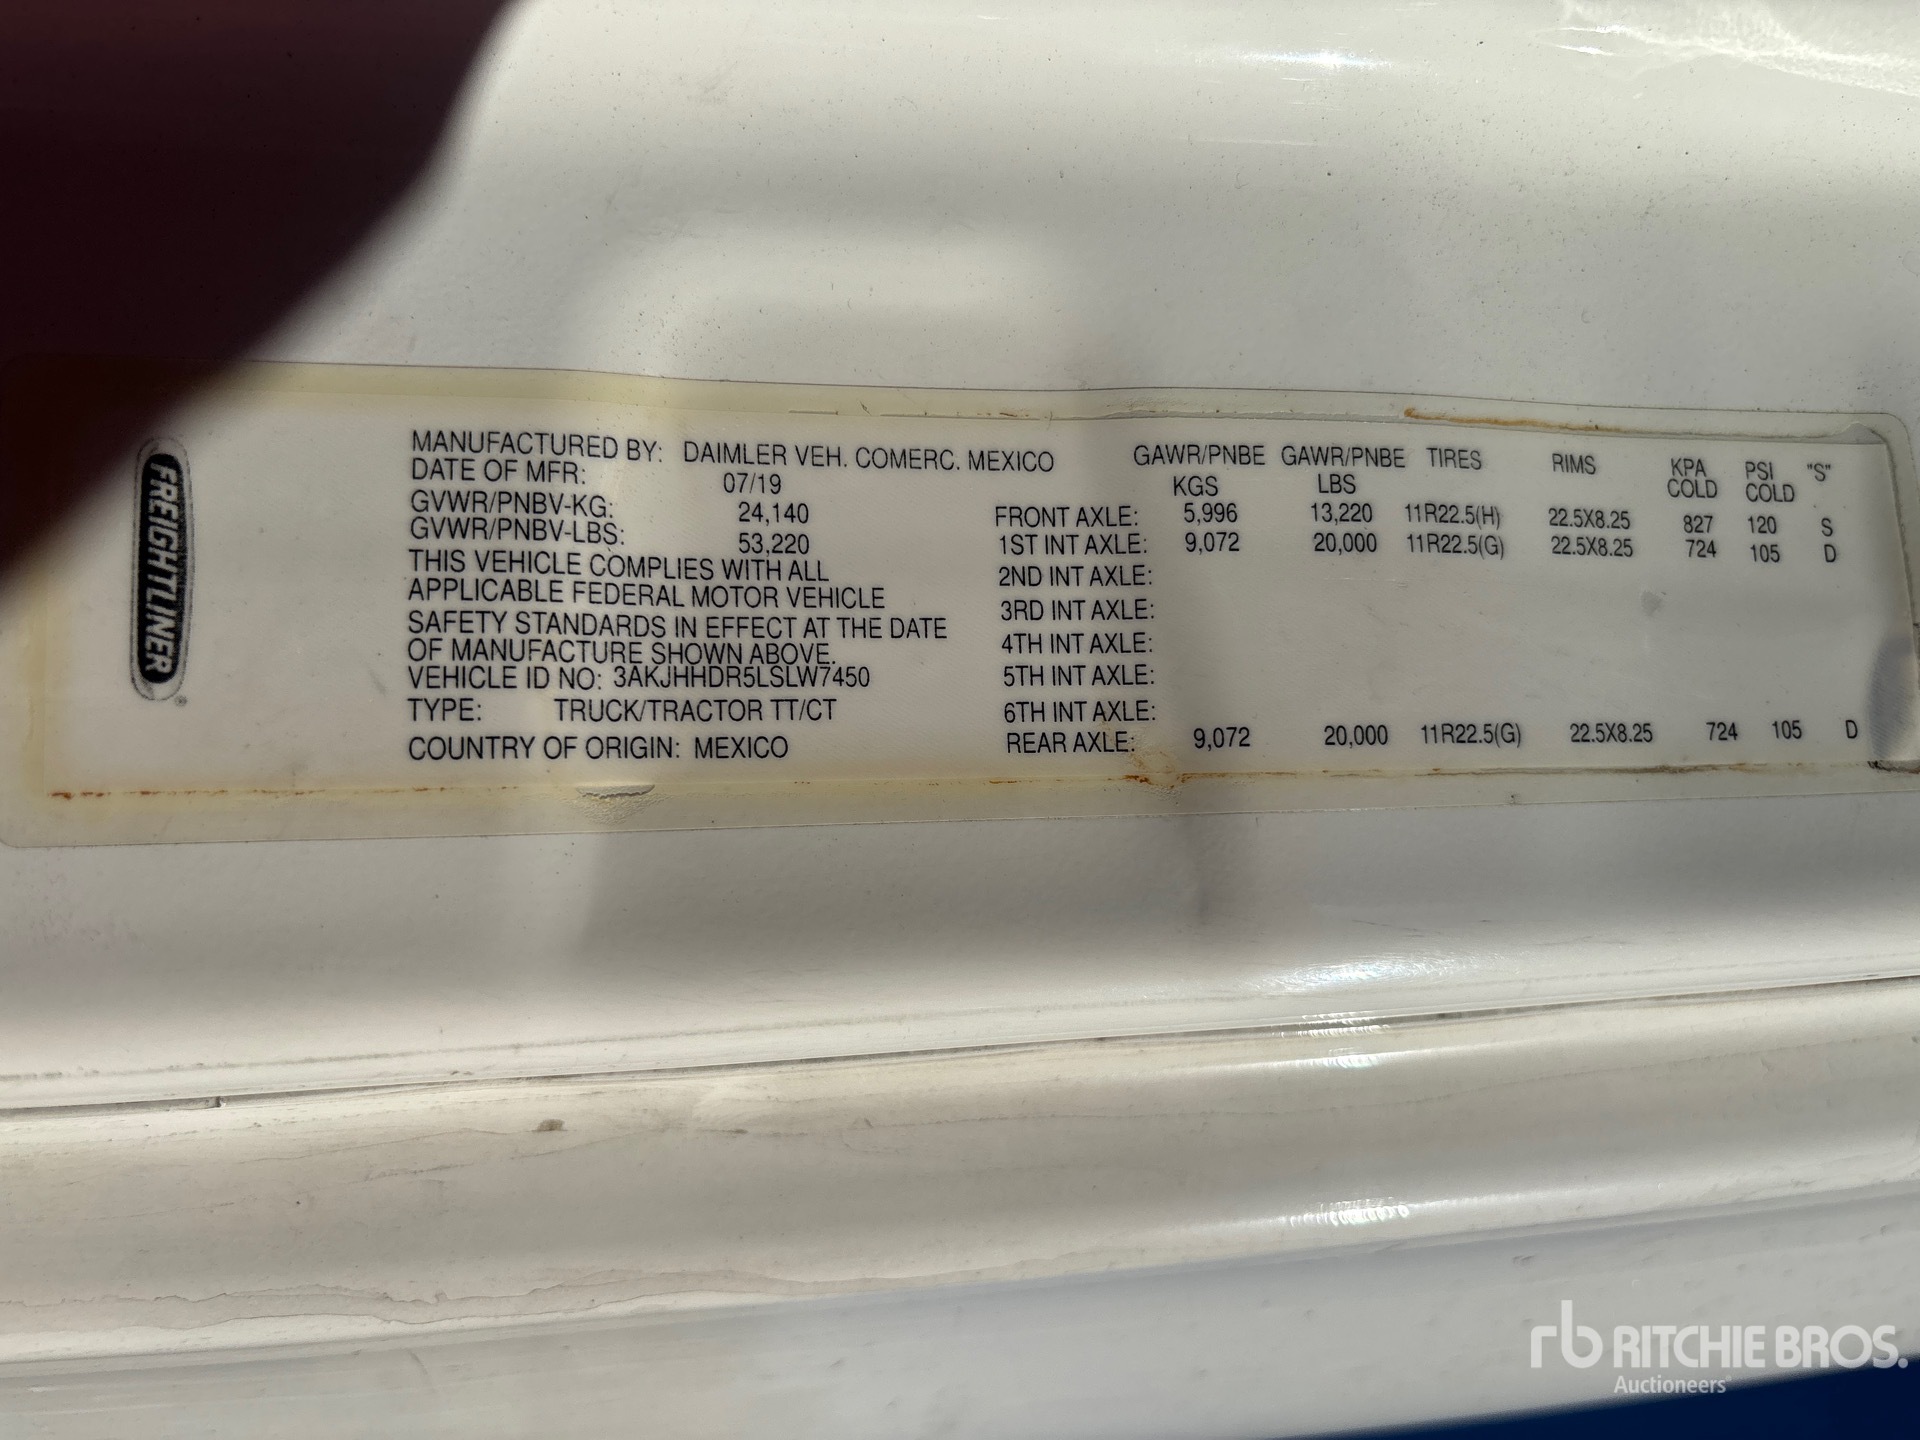 FREIGHTLINER®
MANUFACTURED BY: DAIMLER VEH. COMERC. MEXICO
DATE OF MFR: 07/19
GVWR/PNBV-KG: 24,140
GVWR/PNBV-LBS: 53,220
THIS VEHICLE COMPLIES WITH ALL
APPLICABLE FEDERAL MOTOR VEHICLE
SAFETY STANDARDS IN EFFECT AT THE DATE
OF MANUFACTURE SHOWN ABOVE.
VEHICLE ID NO: 3AKJHHDR5LSLW7450
TYPE: TRUCK/TRACTOR TT/CT
COUNTRY OF ORIGIN: MEXICO
GAWR/PNBE GAWR/PNBE TIRES RIMS KPA PSI "S"
KGS LBS COLD COLD
FRONT AXLE: 5,996 13,220 11R22.5(H) 22.5X8.25 827 120 S
1ST INT AXLE: 9,072 20,000 11R22.5(G) 22.5X8.25 724 105 D
2ND INT AXLE:
3RD INT AXLE:
4TH INT AXLE:
5TH INT AXLE:
6TH INT AXLE:
REAR AXLE: 9,072 20,000 11R22.5(G) 22.5X8.25 724 105 D
rb RITCHIE BROS.
Auctioneers